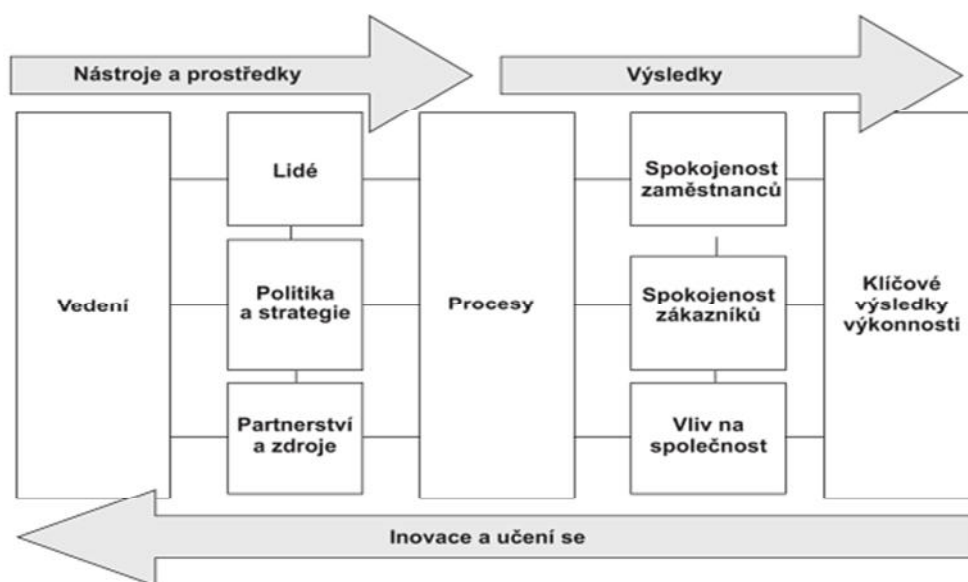 Nástroje a prostředky
Výsledky
Vedení
Lidé
Politika
a strategie
Partnerství
a zdroje
Procesy
Spokojenost
zaměstnanců
Spokojenost
zákazníků
Vliv na
společnost
Klíčové
výsledky
výkonnosti
Inovace a učení se